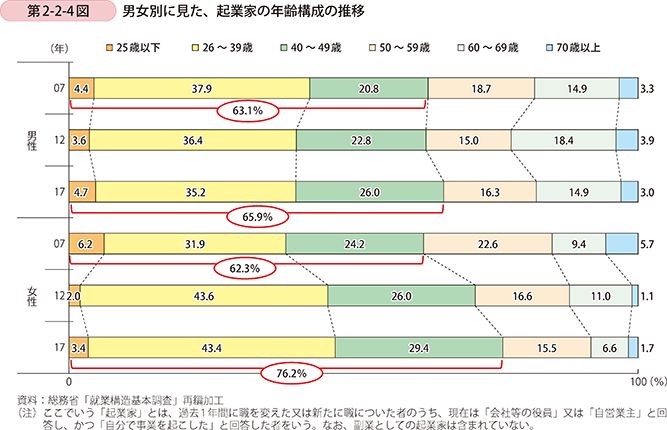 第2-2-4図 男女別に見た、起業家の年齢構成の推移
(年) 25歳以下 26～39歳 40～49歳 50～59歳 60～69歳 70歳以上
男性
07 4.4 37.9 20.8 18.7 14.9 3.3
63.1%
12 3.6 36.4 22.8 15.0 18.4 3.9
17 4.7 35.2 26.0 16.3 14.9 3.0
65.9%
女性
07 6.2 31.9 24.2 22.6 9.4 5.7
62.3%
12 2.0 43.6 26.0 16.6 11.0 1.1
17 3.4 43.4 29.4 15.5 6.6 1.7
76.2%
0 100 (%)
資料：総務省「就業構造基本調査」再編加工
(注) ここでいう「起業家」とは、過去1年間に職を変えた又は新たに職についた者のうち、現在は「会社等の役員」又は「自営業主」と回
答し、かつ「自分で事業を起こした」と回答した者をいう。なお、副業としての起業家は含まれていない。